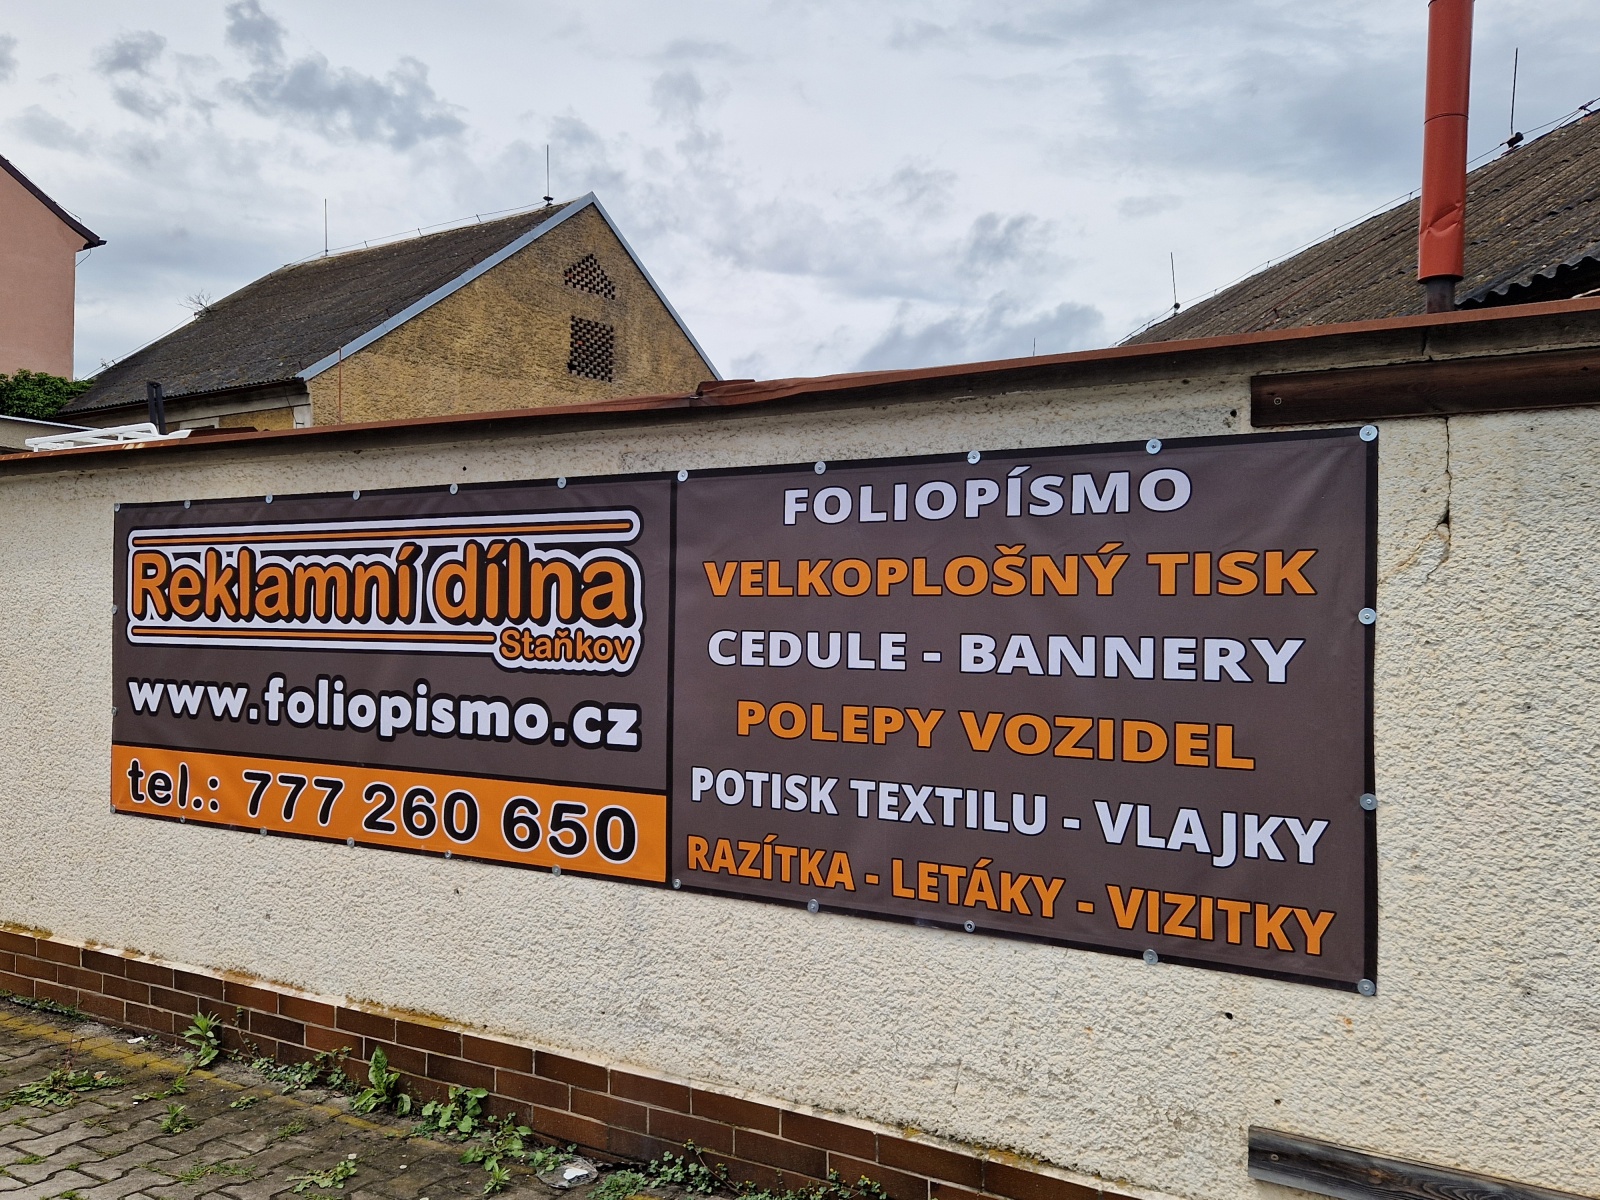 Reklamní dílna
Staňkov
www.foliopismo.cz
tel.: 777 260 650
FOLIOPÍSMO
VELKOPLOŠNÝ TISK
CEDULE - BANNERY
POLEPY VOZIDEL
POTISK TEXTILU - VLAJKY
RAZÍTKA - LETÁKY - VIZITKY